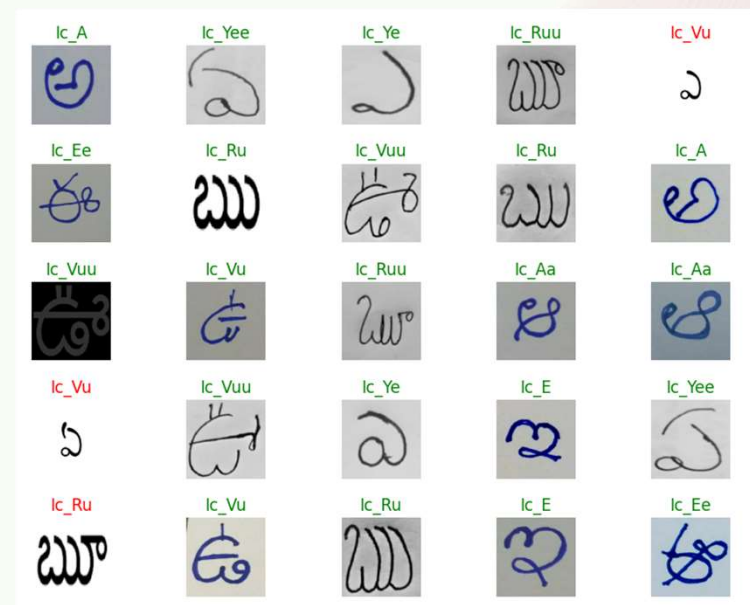 lc_A lc_Yee lc_Ye lc_Ruu lc_Vu
అ ఏ ఎ ౠ ఎ
lc_Ee lc_Ru lc_Vuu lc_Ru lc_A
ఈ ఋ ఊ ఋ అ
lc_Vuu lc_Vu lc_Ruu lc_Aa lc_Aa
ఊ ఉ ౠ ఆ ఆ
lc_Vu lc_Vuu lc_Ye lc_E lc_Yee
ఏ ఊ ఎ ఇ ఏ
lc_Ru lc_Vu lc_Ru lc_E lc_Ee
ౠ ఉ ఋ ఇ ఈ